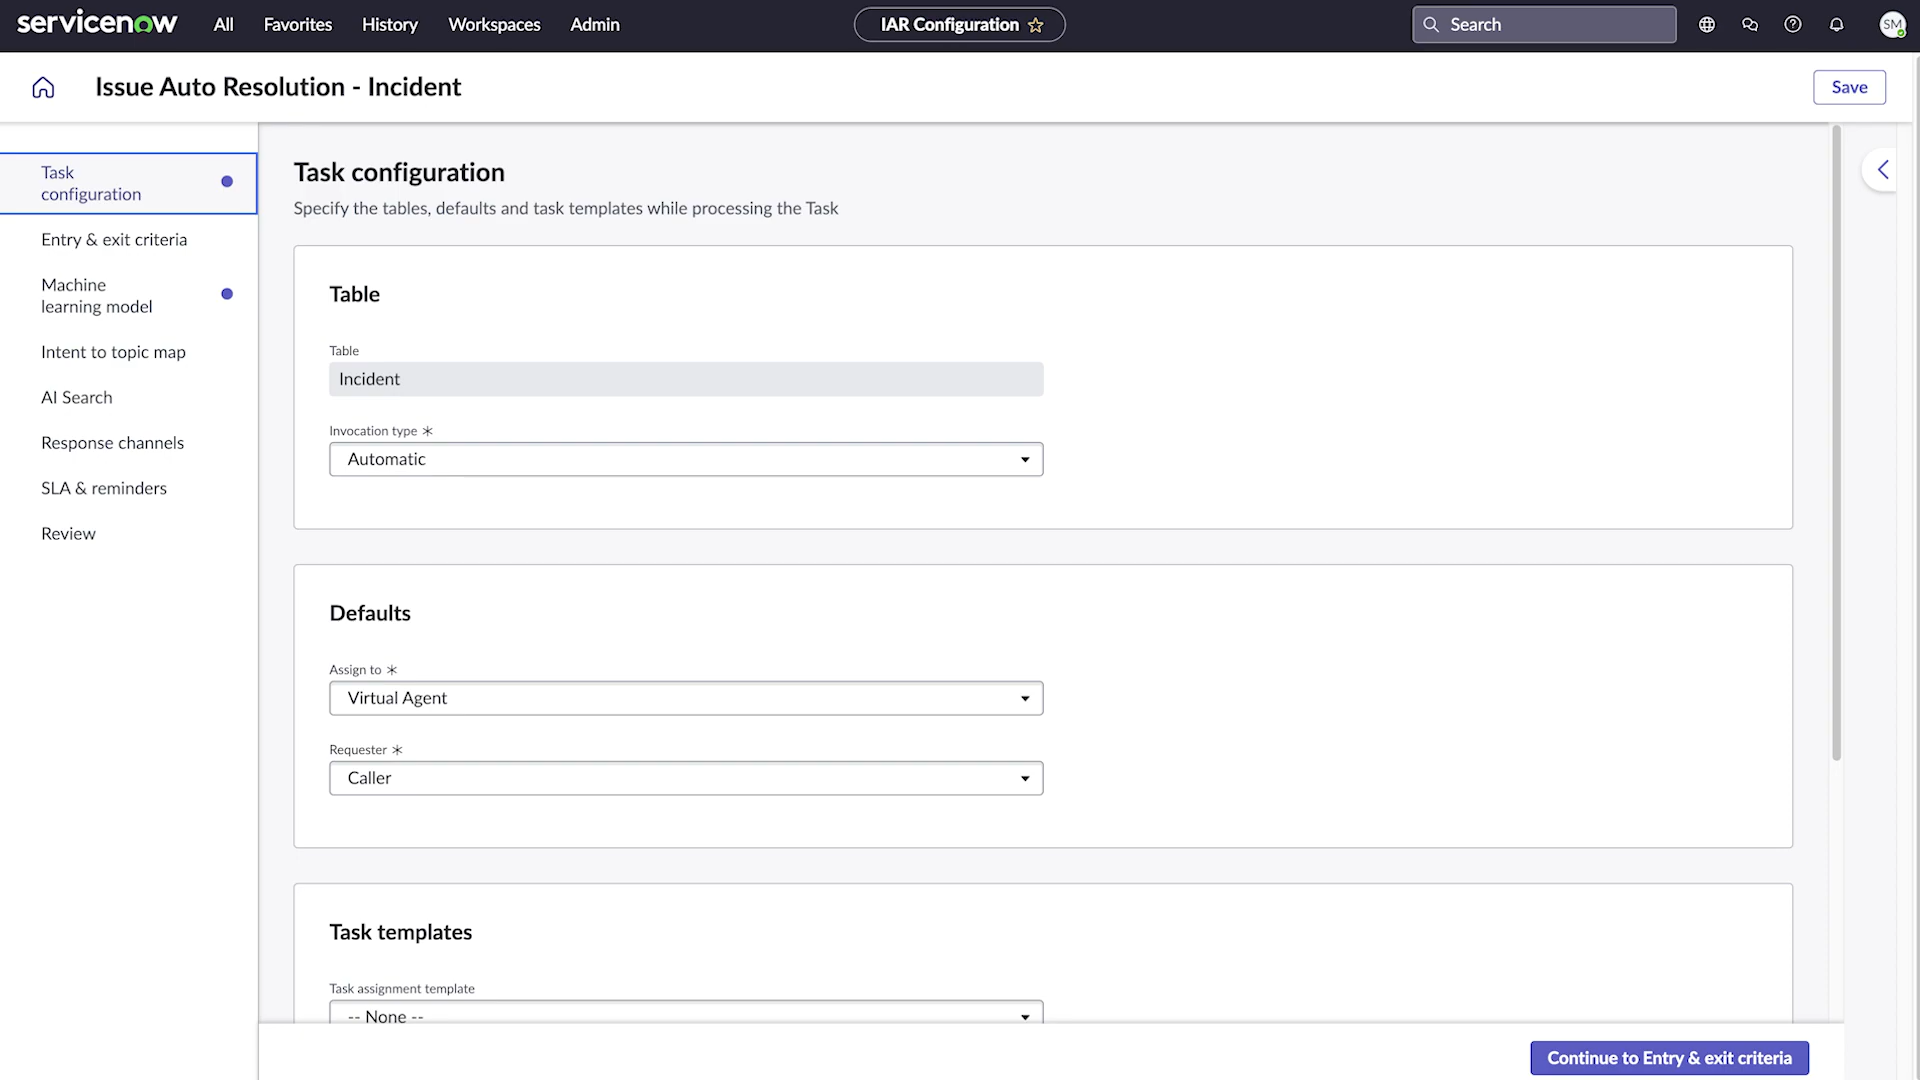 servicenow All Favorites History Workspaces Admin IAR Configuration Search SM
Issue Auto Resolution - Incident Save
Task
configuration
Entry & exit criteria
Machine
learning model
Intent to topic map
AI Search
Response channels
SLA & reminders
Review
Task configuration
Specify the tables, defaults and task templates while processing the Task
Table
Table
Incident
Invocation type *
Automatic
Defaults
Assign to *
Virtual Agent
Requester *
Caller
Task templates
Task assignment template
-- None --
Continue to Entry & exit criteria